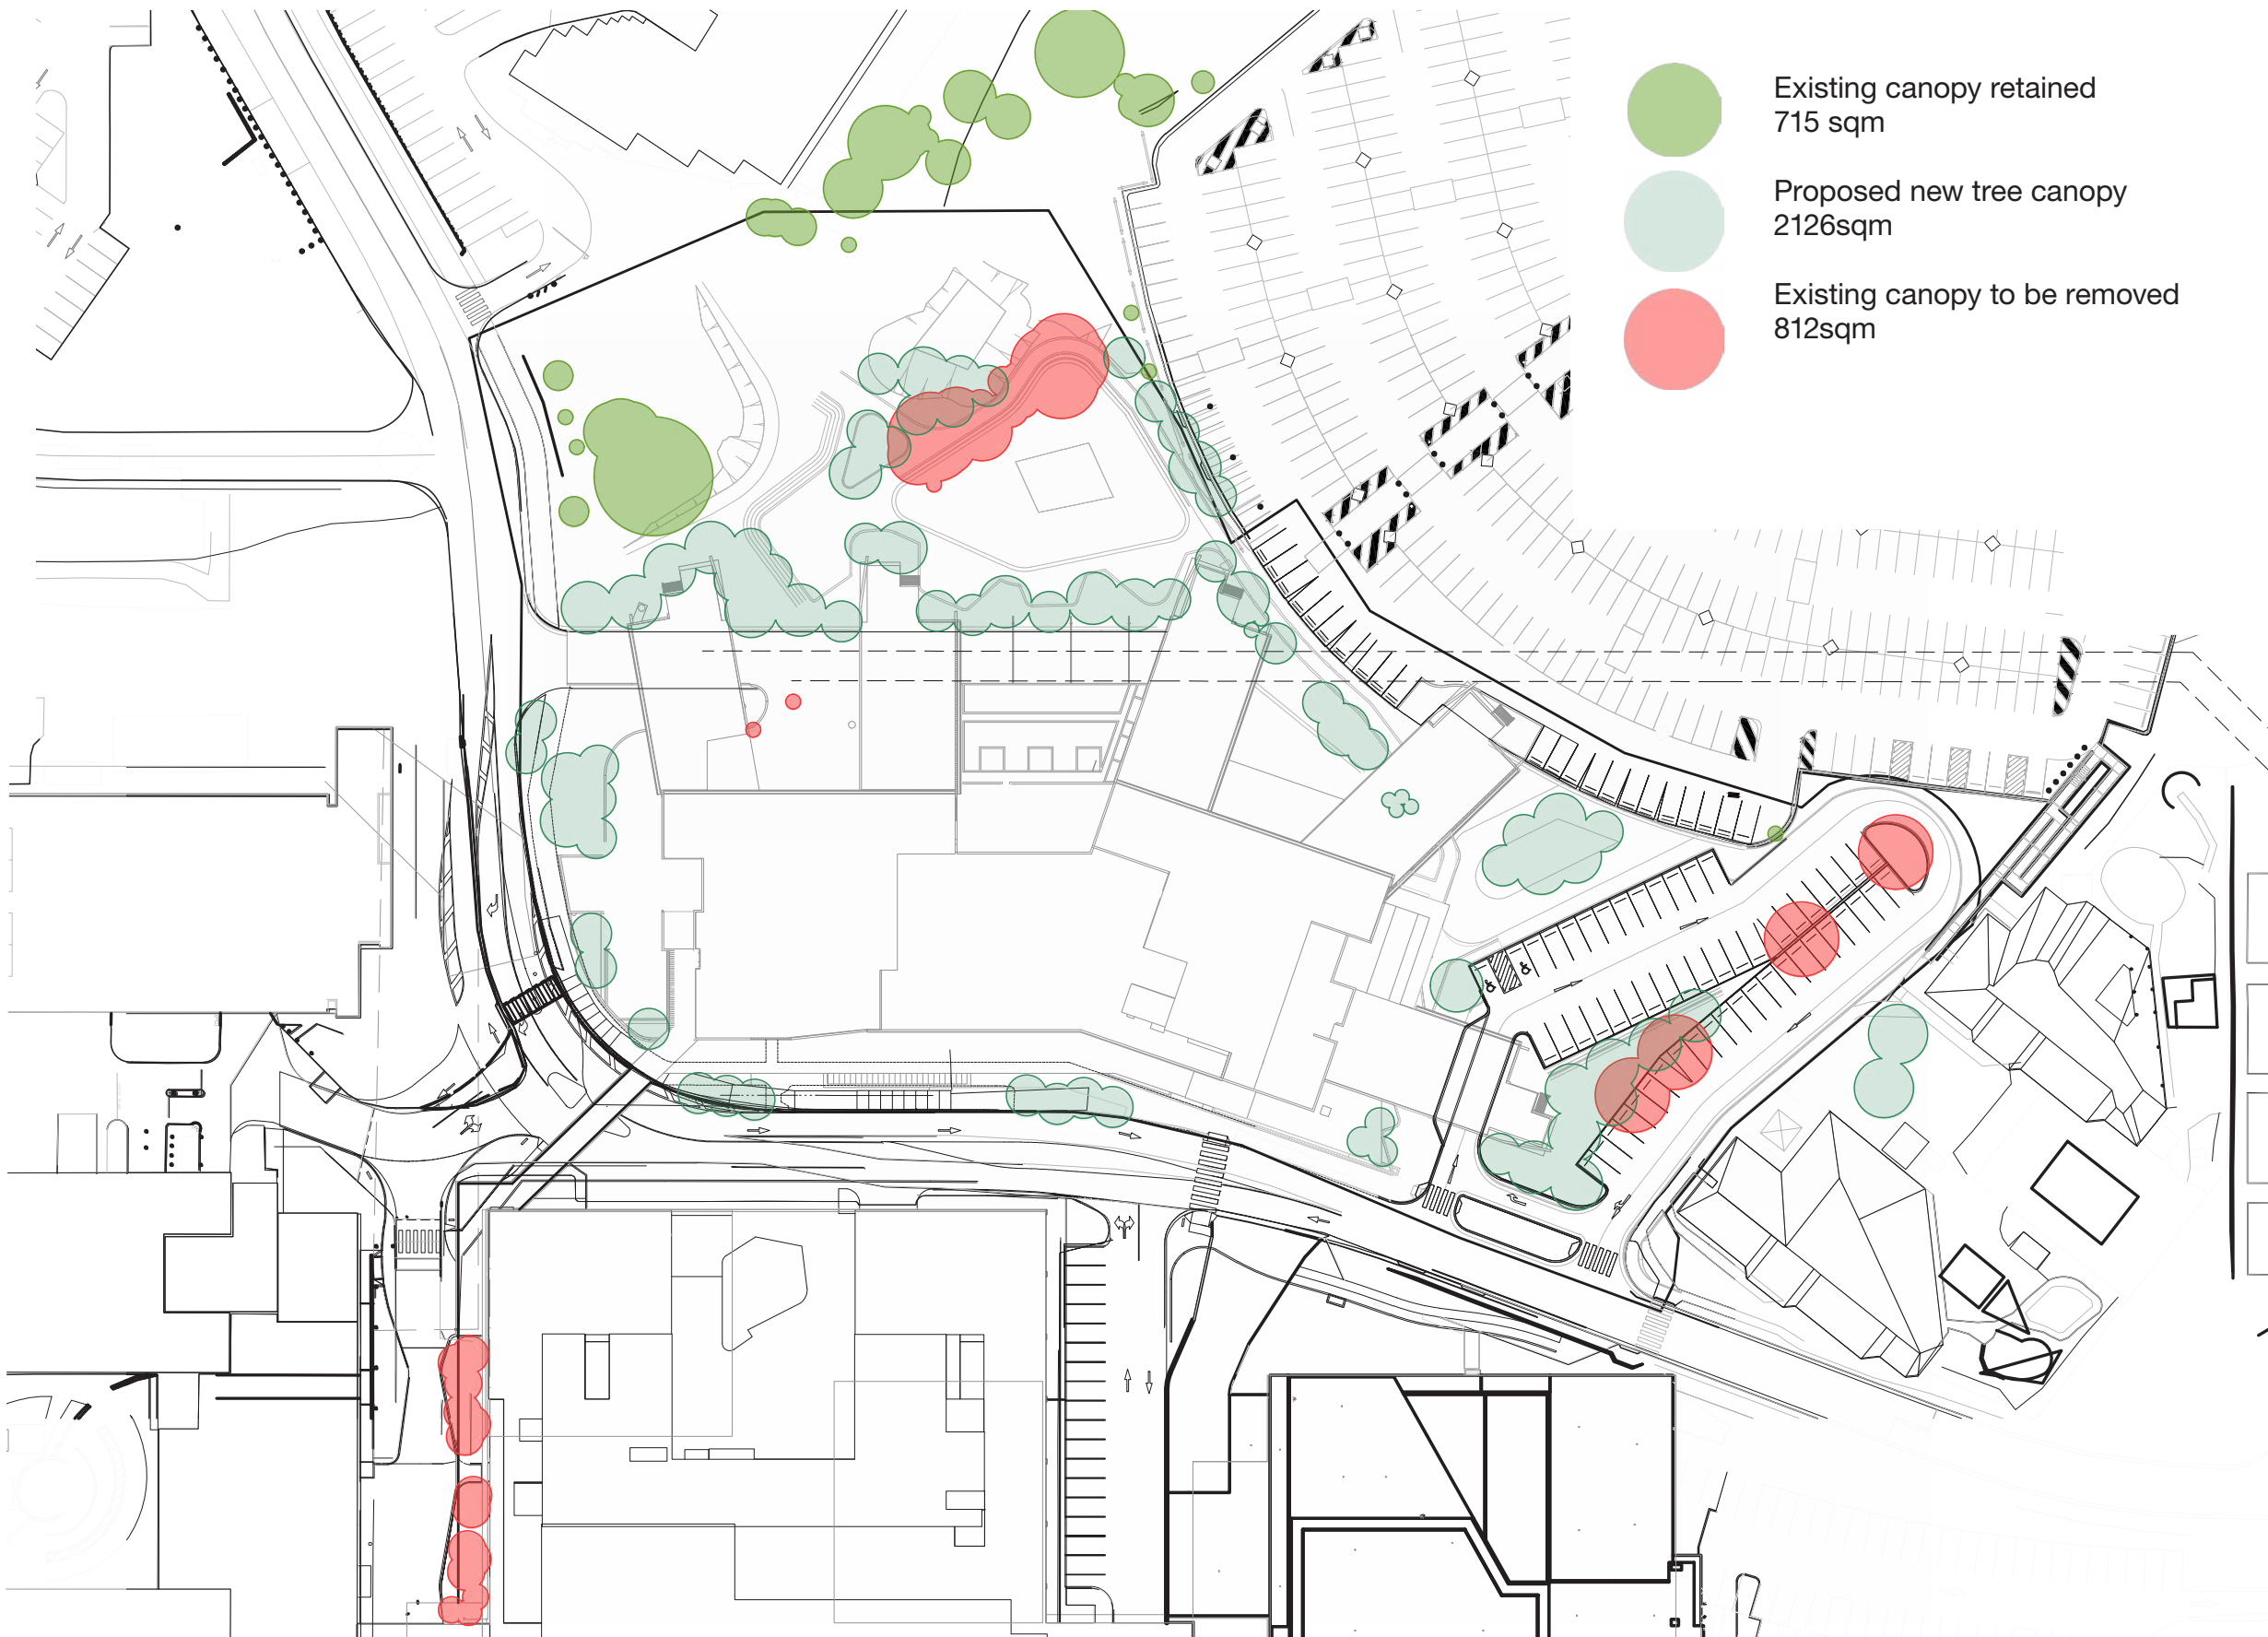 Existing canopy retained
715 sqm
Proposed new tree canopy
2126sqm
Existing canopy to be removed
812sqm